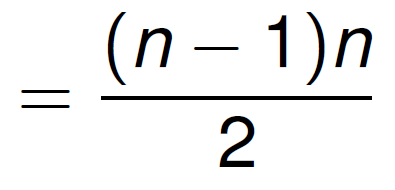 = (n − 1)n / 2